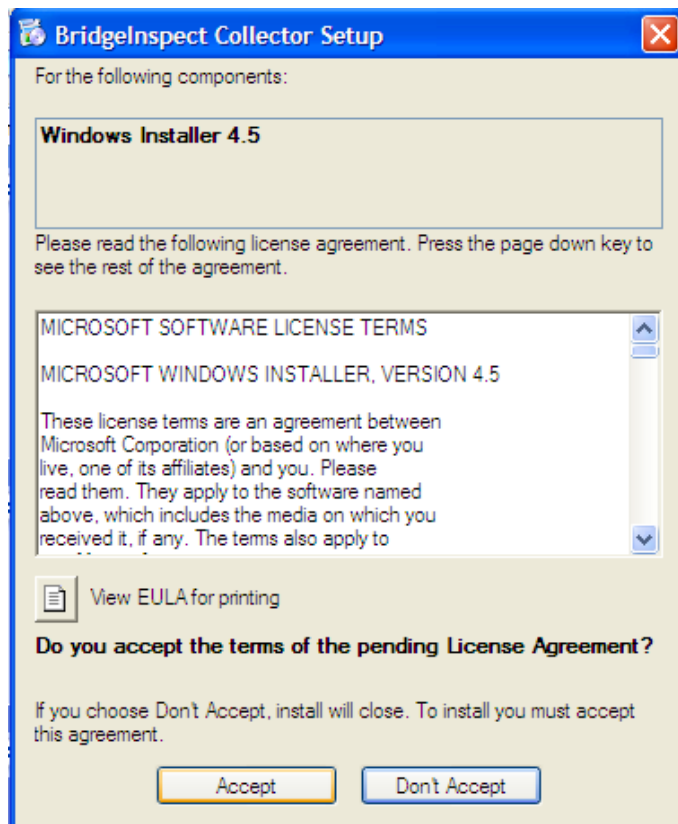 BridgeInspect Collector Setup
For the following components:
Windows Installer 4.5
Please read the following license agreement. Press the page down key to
see the rest of the agreement.
MICROSOFT SOFTWARE LICENSE TERMS
MICROSOFT WINDOWS INSTALLER, VERSION 4.5
These license terms are an agreement between
Microsoft Corporation (or based on where you
live, one of its affiliates) and you. Please
read them. They apply to the software named
above, which includes the media on which you
received it, if any. The terms also apply to
View EULA for printing
Do you accept the terms of the pending License Agreement?
If you choose Don't Accept, install will close. To install you must accept
this agreement.
Accept
Don't Accept